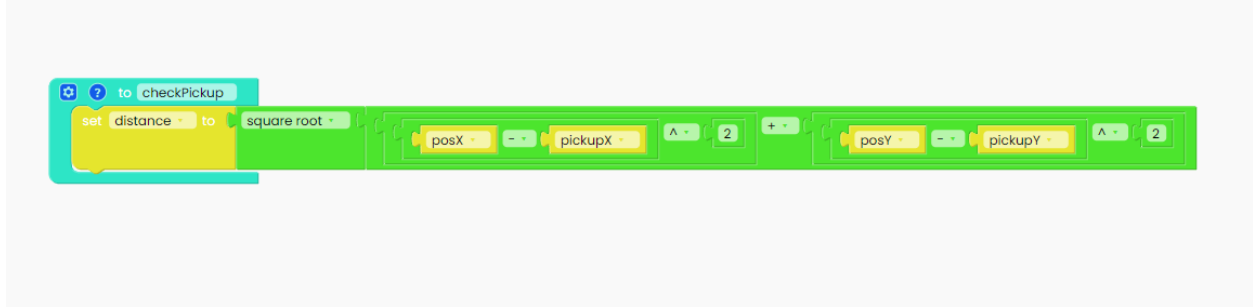 ? to checkPickup
set distance to square root posX - pickupX ^ 2 + posY - pickupY ^ 2